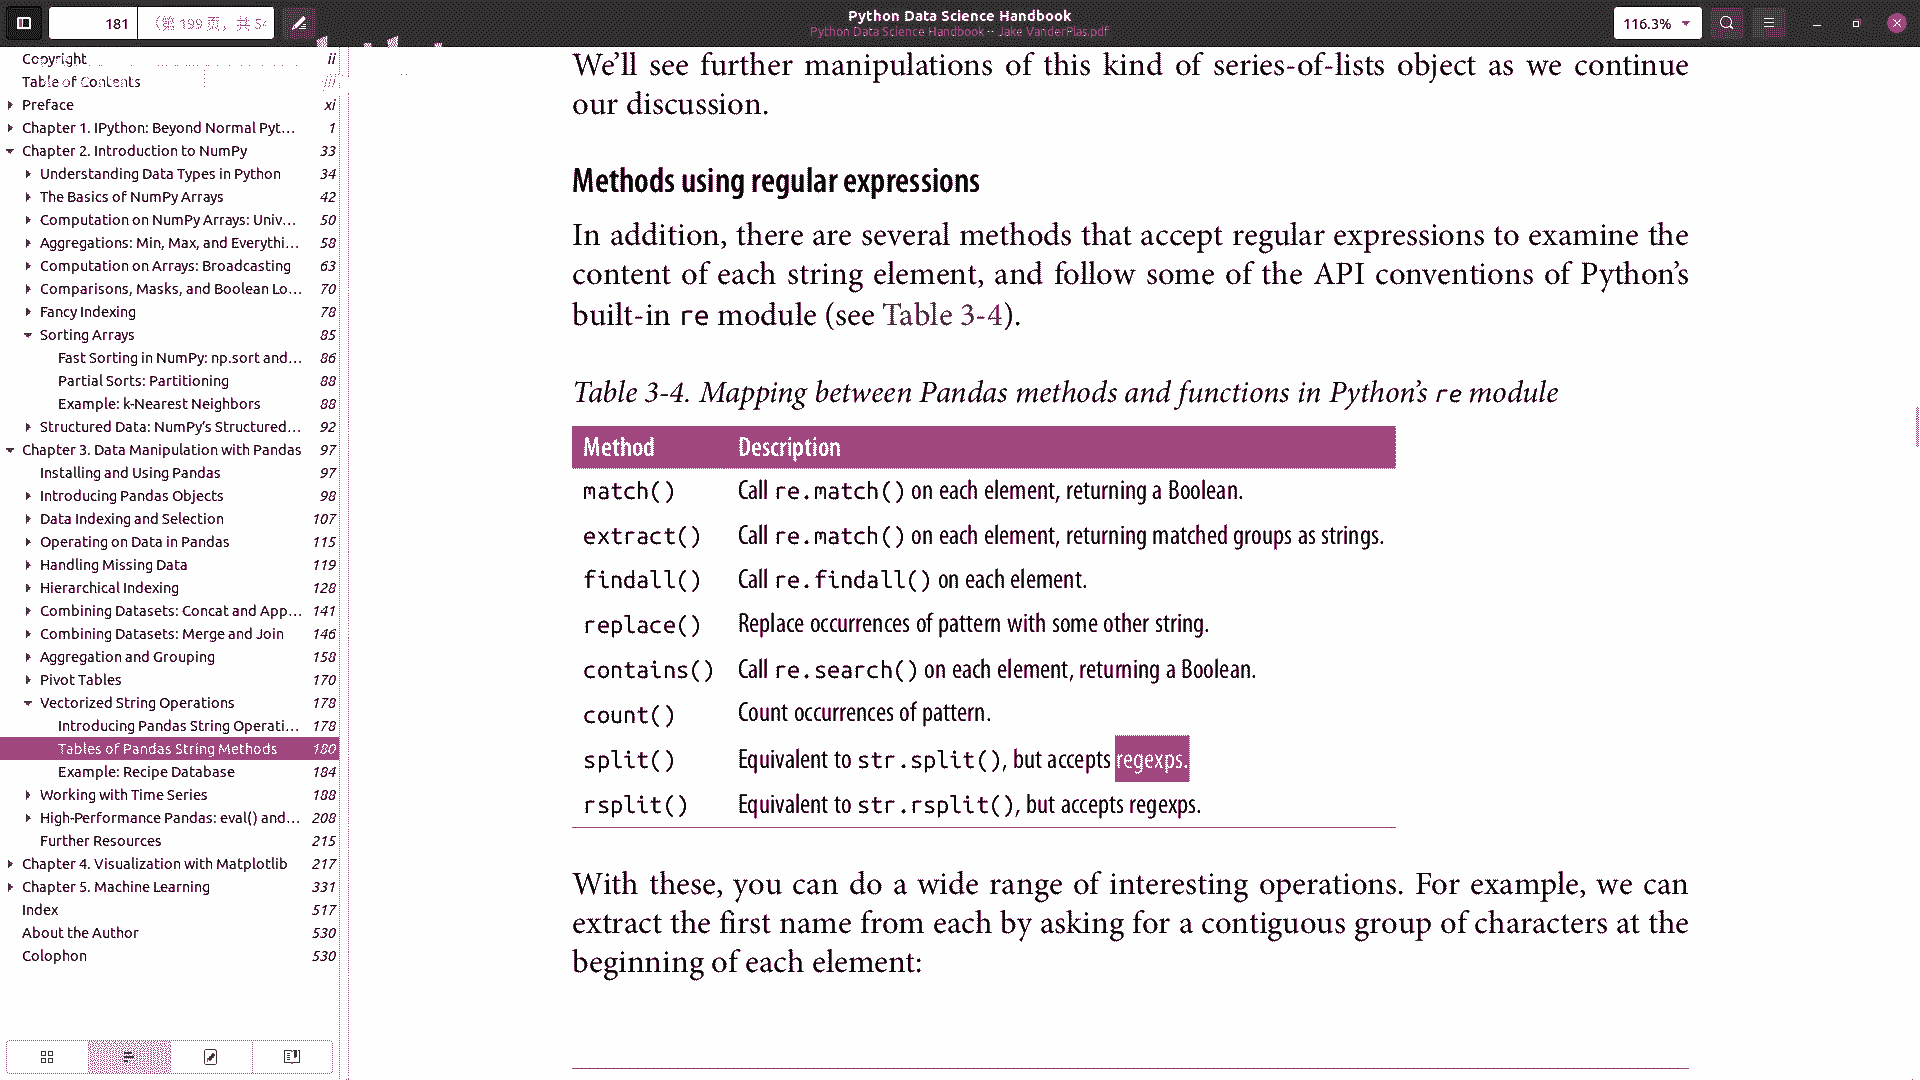 181
(第 199 页，共 54
Python Data Science Handbook
Python Data Science Handbook -- Jake VanderPlas.pdf
116.3%
Copyright ii
Table of Contents iii
Preface xi
Chapter 1. IPython: Beyond Normal Pyt… 1
Chapter 2. Introduction to NumPy 33
Understanding Data Types in Python 34
The Basics of NumPy Arrays 42
Computation on NumPy Arrays: Univ… 50
Aggregations: Min, Max, and Everythi… 58
Computation on Arrays: Broadcasting 63
Comparisons, Masks, and Boolean Lo… 70
Fancy Indexing 78
Sorting Arrays 85
Fast Sorting in NumPy: np.sort and… 86
Partial Sorts: Partitioning 88
Example: k-Nearest Neighbors 88
Structured Data: NumPy’s Structured… 92
Chapter 3. Data Manipulation with Pandas 97
Installing and Using Pandas 97
Introducing Pandas Objects 98
Data Indexing and Selection 107
Operating on Data in Pandas 115
Handling Missing Data 119
Hierarchical Indexing 128
Combining Datasets: Concat and App… 141
Combining Datasets: Merge and Join 146
Aggregation and Grouping 158
Pivot Tables 170
Vectorized String Operations 178
Introducing Pandas String Operati… 178
Tables of Pandas String Methods 180
Example: Recipe Database 184
Working with Time Series 188
High-Performance Pandas: eval() and… 208
Further Resources 215
Chapter 4. Visualization with Matplotlib 217
Chapter 5. Machine Learning 331
Index 517
About the Author 530
Colophon 530
We’ll see further manipulations of this kind of series-of-lists object as we continue
our discussion.
Methods using regular expressions
In addition, there are several methods that accept regular expressions to examine the
content of each string element, and follow some of the API conventions of Python’s
built-in re module (see Table 3-4).
Table 3-4. Mapping between Pandas methods and functions in Python’s re module
Method Description
match() Call re.match() on each element, returning a Boolean.
extract() Call re.match() on each element, returning matched groups as strings.
findall() Call re.findall() on each element.
replace() Replace occurrences of pattern with some other string.
contains() Call re.search() on each element, returning a Boolean.
count() Count occurrences of pattern.
split() Equivalent to str.split(), but accepts regexps.
rsplit() Equivalent to str.rsplit(), but accepts regexps.
With these, you can do a wide range of interesting operations. For example, we can
extract the first name from each by asking for a contiguous group of characters at the
beginning of each element: